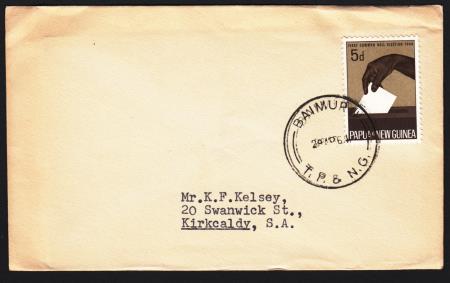 FIRST COMMON ROLL ELECTION 1964
5d
PAPUA & NEW GUINEA
BAIMURU
T.P. & N.G.
Mr.K.F.Kelsey,
20 Swanwick St.,
Kirkcaldy, S.A.